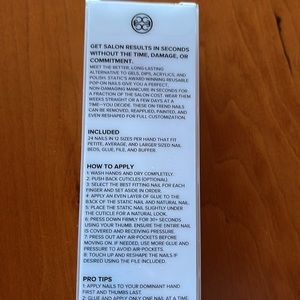 GET SALON RESULTS IN SECONDS
WITHOUT THE TIME, DAMAGE, OR
COMMITMENT.
MEET THE BETTER, LONG-LASTING
ALTERNATIVE TO GELS, DIPS, ACRYLICS, AND
POLISH. STATIC'S AWARD WINNING REUSABLE
POP-ON NAILS GIVE YOU A PERFECT
NON-DAMAGING MANICURE IN SECONDS FOR
A FRACTION OF THE SALON COST. WEAR THEM
WEEKS STRAIGHT OR A FEW DAYS AT A
TIME—YOU DECIDE. THESE ON TREND NAILS
CAN BE REMOVED, REAPPLIED, PAINTED, AND
EVEN RESHAPED FOR FULL CUSTOMIZATION.
INCLUDED
24 NAILS IN 12 SIZES PER HAND THAT FIT
PETITE, AVERAGE, AND LARGER SIZED NAIL
BEDS, GLUE, FILE, AND BUFFER.
HOW TO APPLY
1: WASH HANDS AND DRY COMPLETELY.
2: PUSH BACK CUTICLES (OPTIONAL).
3: SELECT THE BEST FITTING NAIL FOR EACH
FINGER AND SET ASIDE IN ORDER.
4: APPLY AN EVEN LAYER OF GLUE TO THE
BACK OF THE STATIC NAIL AND NATURAL NAIL.
5: PLACE THE STATIC NAIL SLIGHTLY UNDER
THE CUTICLE FOR A NATURAL LOOK.
6: PRESS DOWN FIRMLY FOR 30+ SECONDS
USING YOUR THUMB. ENSURE THE ENTIRE NAIL
IS COVERED AND RECEIVING PRESSURE.
7: PRESS OUT ANY AIR-POCKETS BEFORE
MOVING ON. IF NEEDED, USE MORE GLUE AND
PRESSURE TO AVOID AIR-POCKETS.
8: TOUCH UP AND RESHAPE THE NAILS IF
DESIRED USING THE FILE INCLUDED.
PRO TIPS
1: APPLY NAILS TO YOUR DOMINANT HAND
FIRST AND THUMBS LAST.
2: GLUE AND APPLY ONLY ONE NAIL AT A TIME